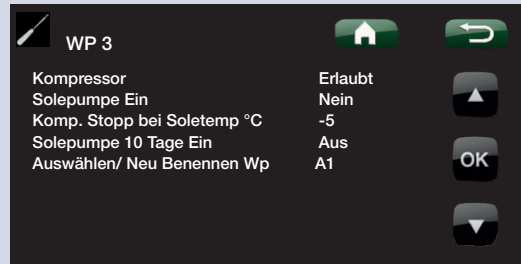 WP 3
Kompressor Erlaubt
Solepumpe Ein Nein
Komp. Stopp bei Soletemp °C -5
Solepumpe 10 Tage Ein Aus
Auswählen/ Neu Benennen Wp A1
OK